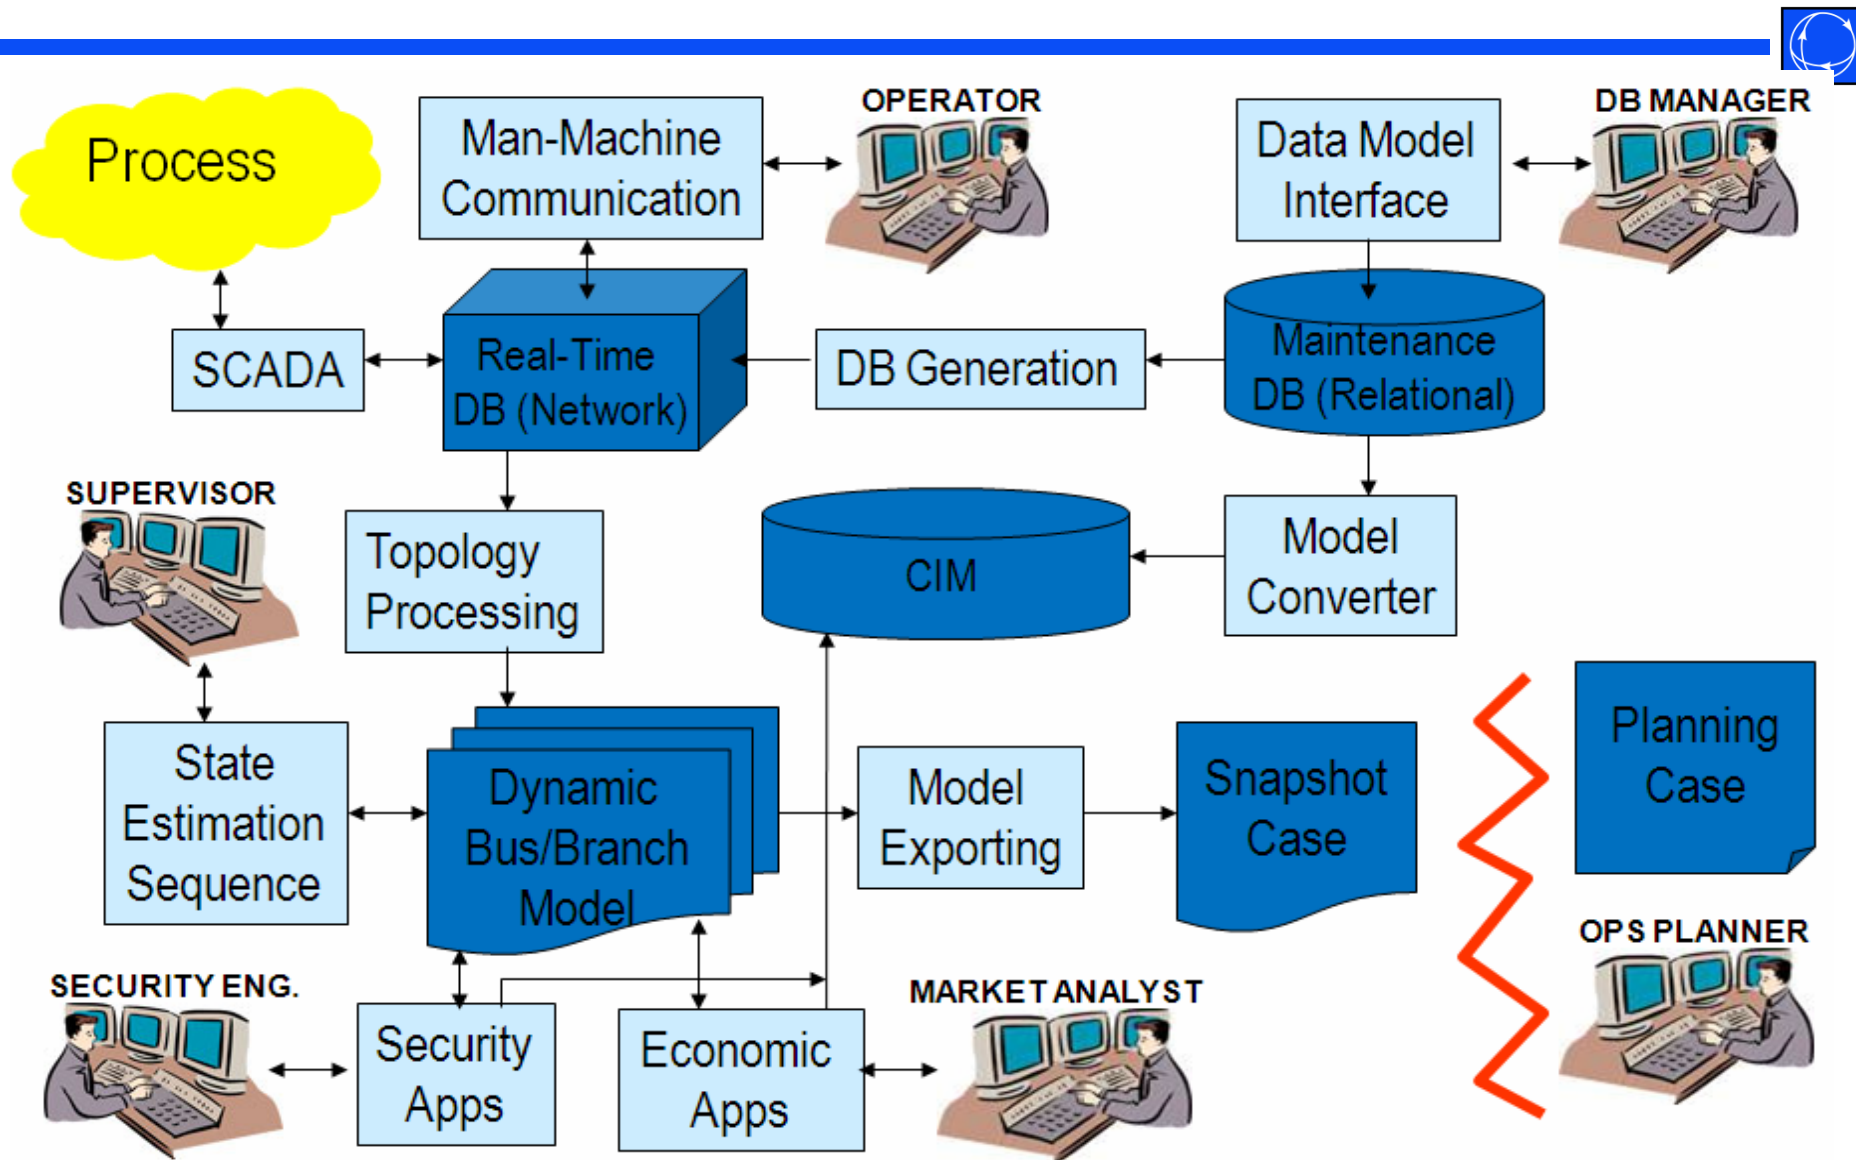 Process
Man-Machine
Communication
OPERATOR
Data Model
Interface
DB MANAGER
SCADA
Real-Time
DB (Network)
DB Generation
Maintenance
DB (Relational)
SUPERVISOR
Topology
Processing
CIM
Model
Converter
State
Estimation
Sequence
Dynamic
Bus/Branch
Model
Model
Exporting
Snapshot
Case
Planning
Case
OPS PLANNER
SECURITY ENG.
Security
Apps
Economic
Apps
MARKET ANALYST